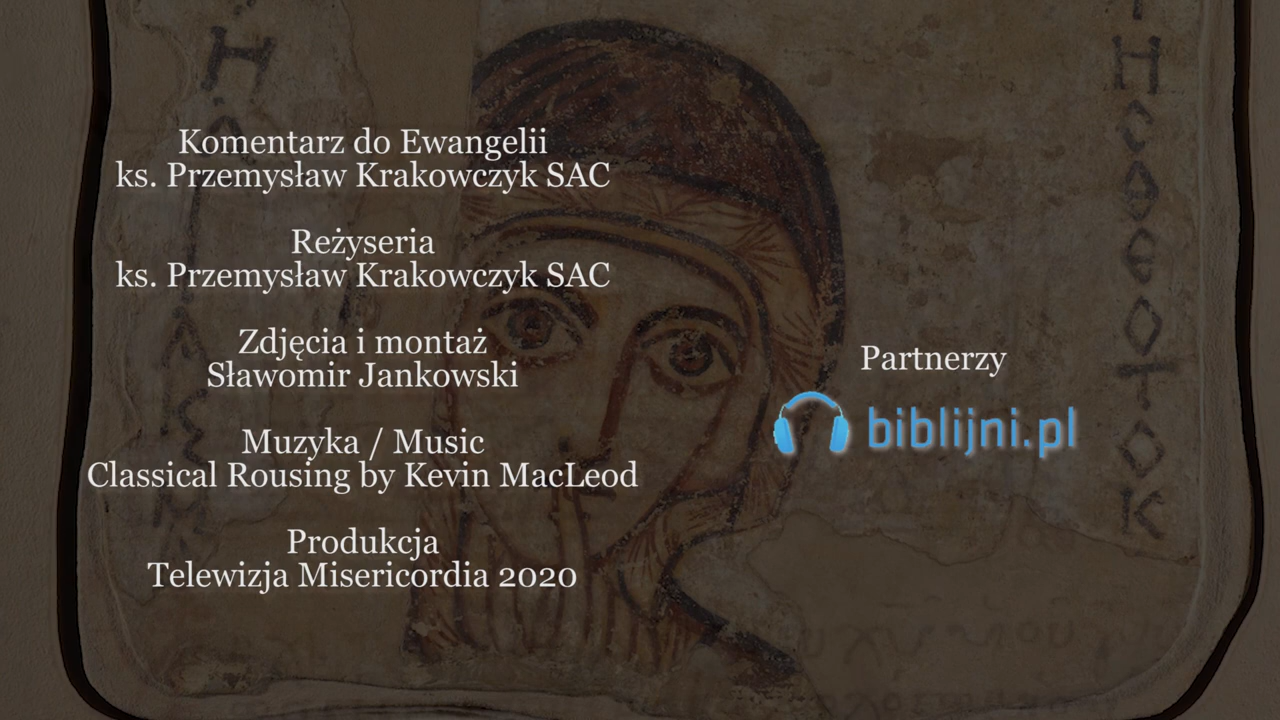 Komentarz do Ewangelii
ks. Przemysław Krakowczyk SAC
Reżyseria
ks. Przemysław Krakowczyk SAC
Zdjęcia i montaż
Sławomir Jankowski
Muzyka / Music
Classical Rousing by Kevin MacLeod
Produkcja
Telewizja Misericordia 2020
Partnerzy
biblijni.pl